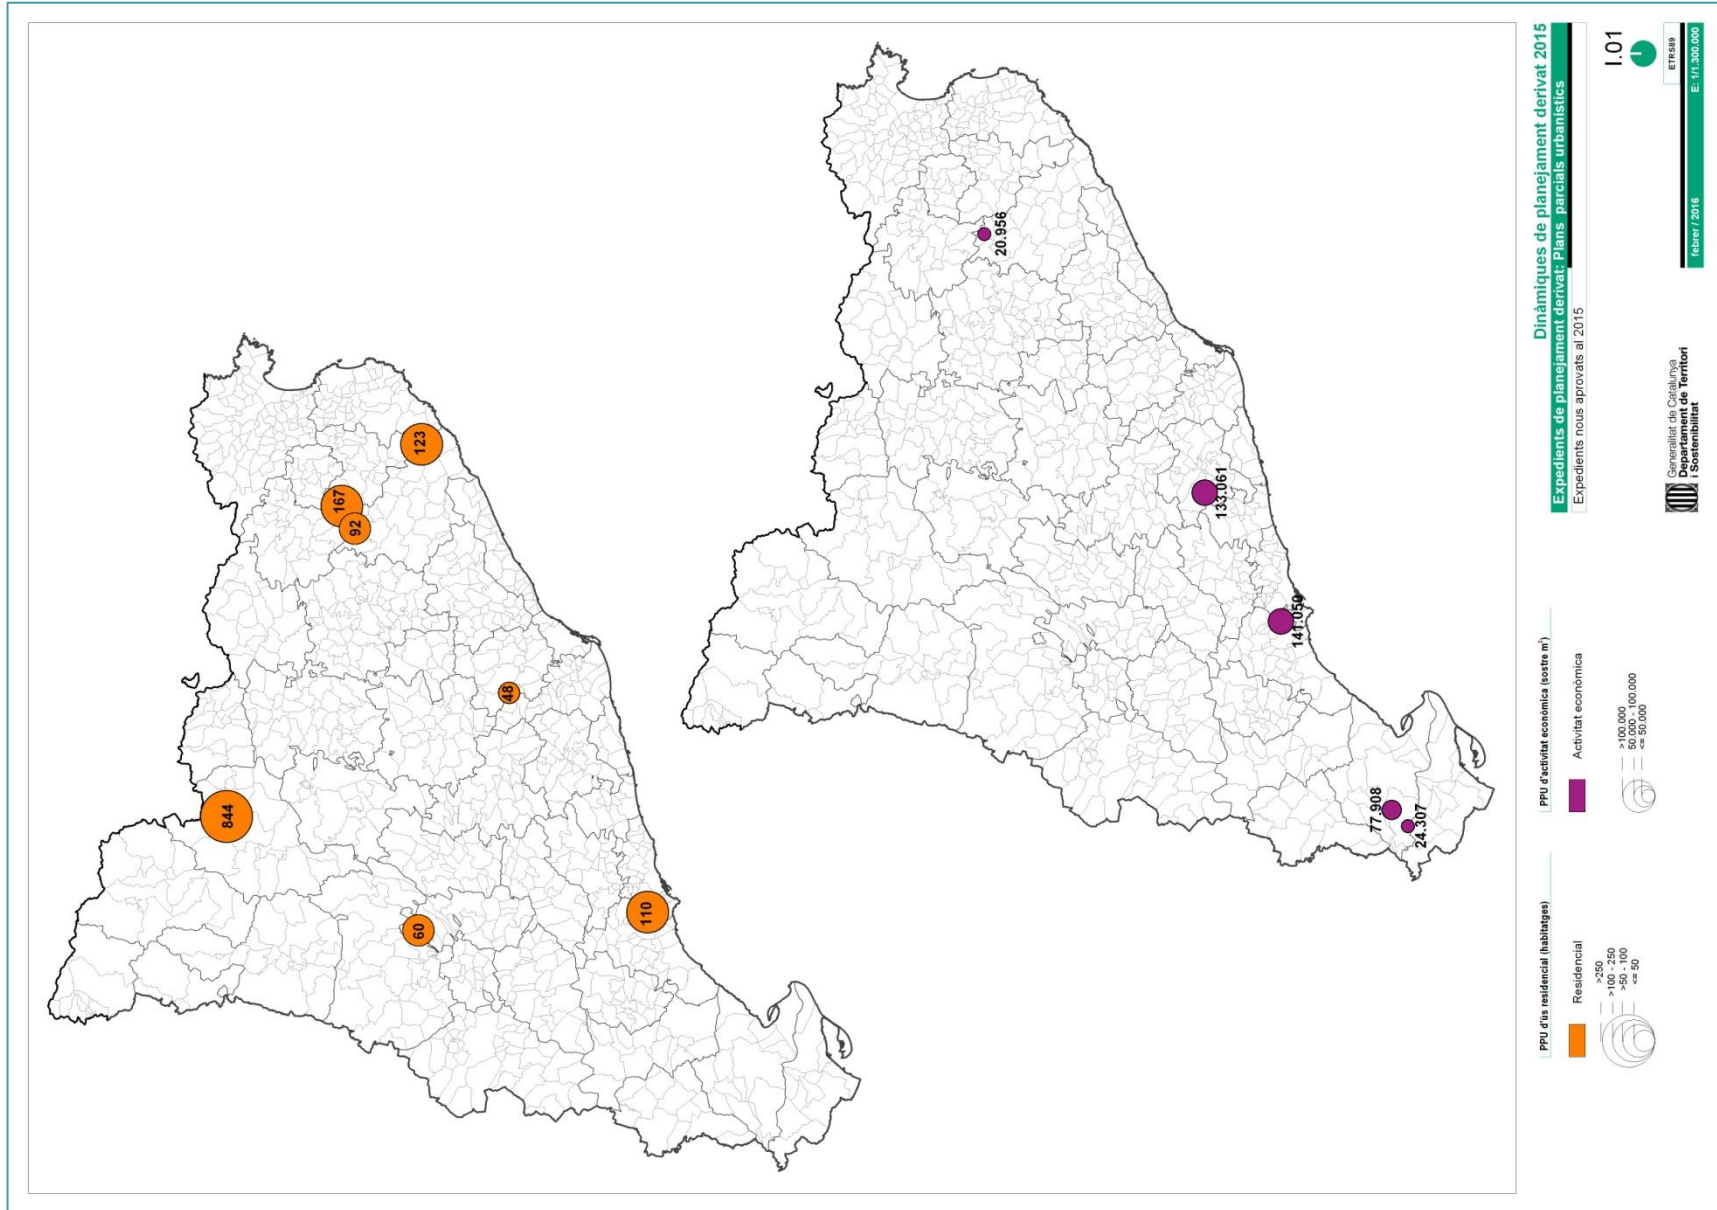 844
167
92
123
60
48
110
20.956
133.061
141.059
77.908
24.307
PPU d'ús residencial (habitatges)
Residencial
>250
>100 - 250
>50 - 100
<= 50
PPU d'activitat econòmica (sostre m²)
Activitat econòmica
>100.000
50.000 - 1000.000
<= 50.000
Generalitat de Catalunya
Departament de Territori
i Sostenibilitat
Dinàmiques de planejament derivat 2015
Expedients de planejament derivat: Plans parcials urbanístics
Expedients nous aprovats al 2015
I.01
ETRS89
febrer / 2016
E: 1/1.300.000